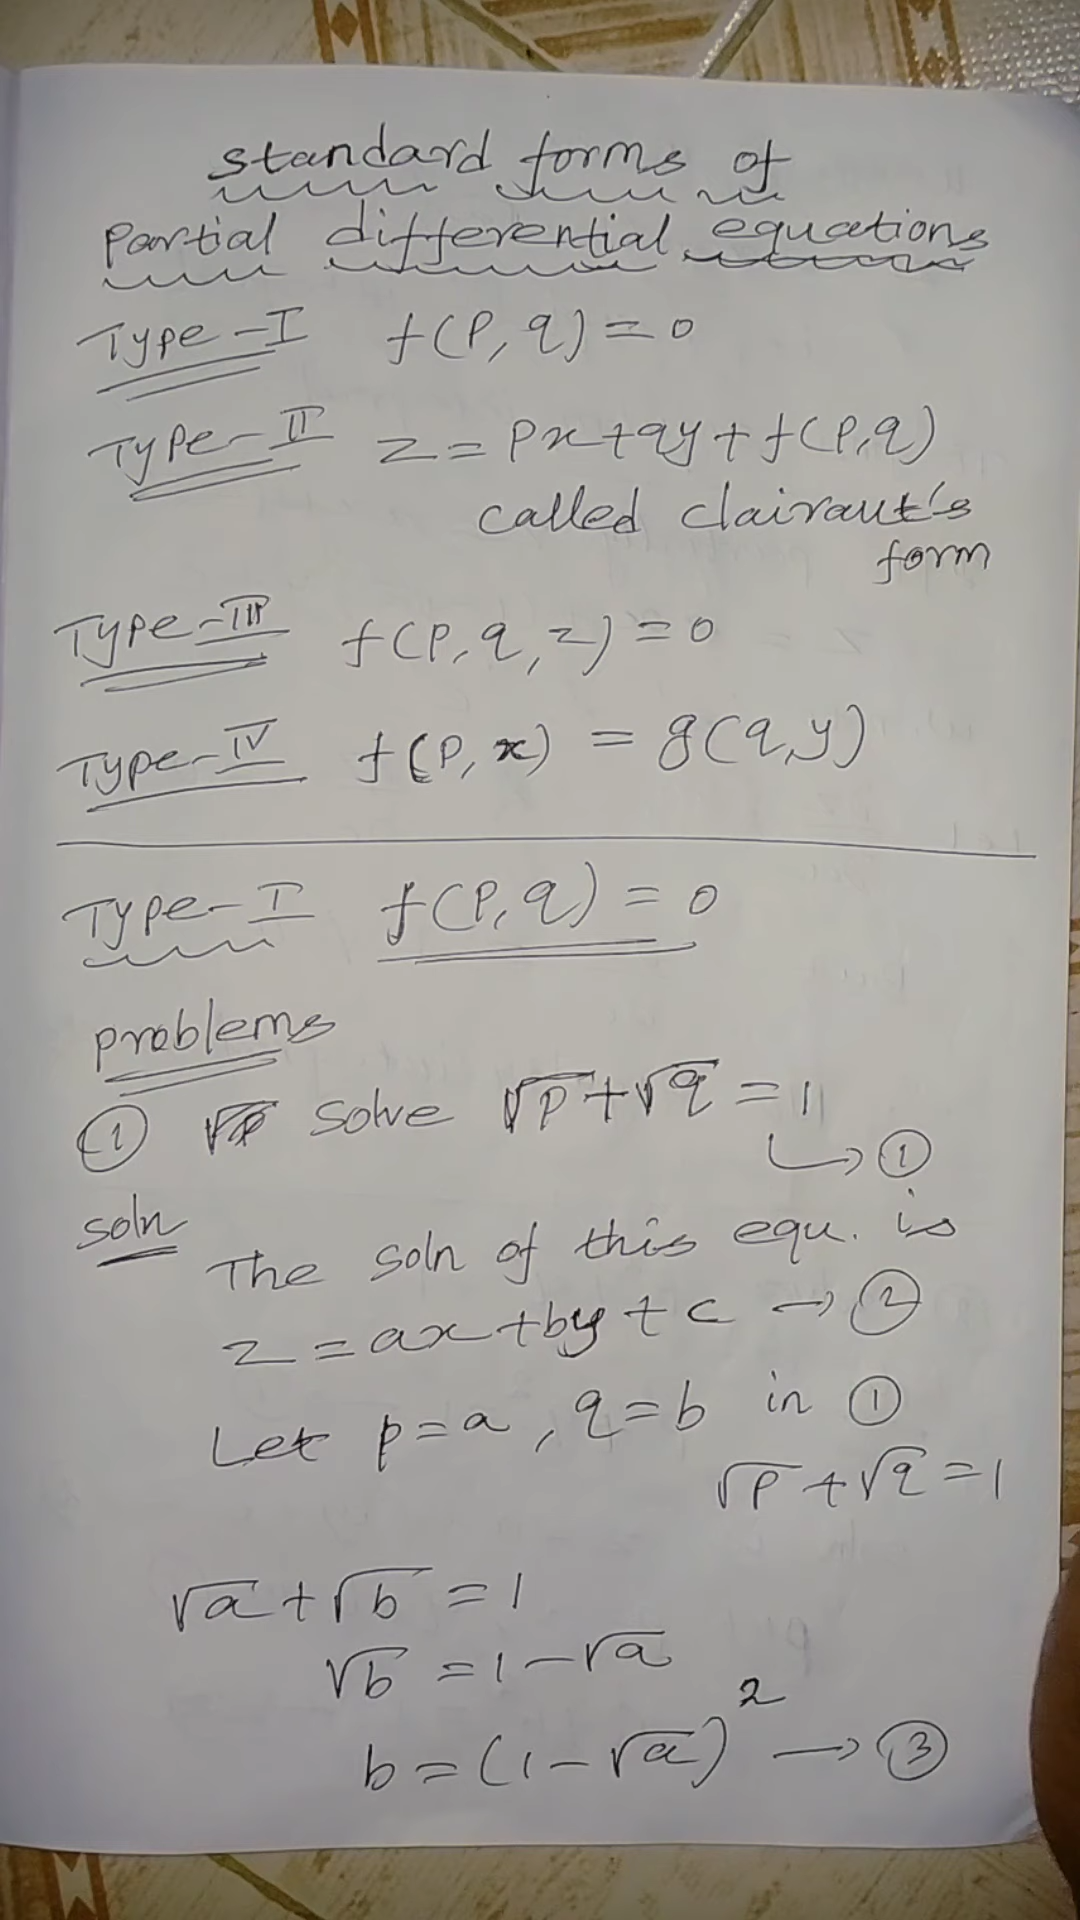 standard forms of
partial differential equations
Type-I f(P,q)=0
Type-II z=Px+qy+f(P,q)
called clairaut's
form
Type-III f(P,q,z)=0
Type-IV f(P,x) = g(q,y)
Type-I f(P,q)=0
problems
① Solve √p+√q=1
↳①
soln
The soln of this equ. is
z=ax+by+c →②
Let p=a, q=b in ①
√p+√q=1
√a+√b=1
√b=1-√a
b=(1-√a)² →③